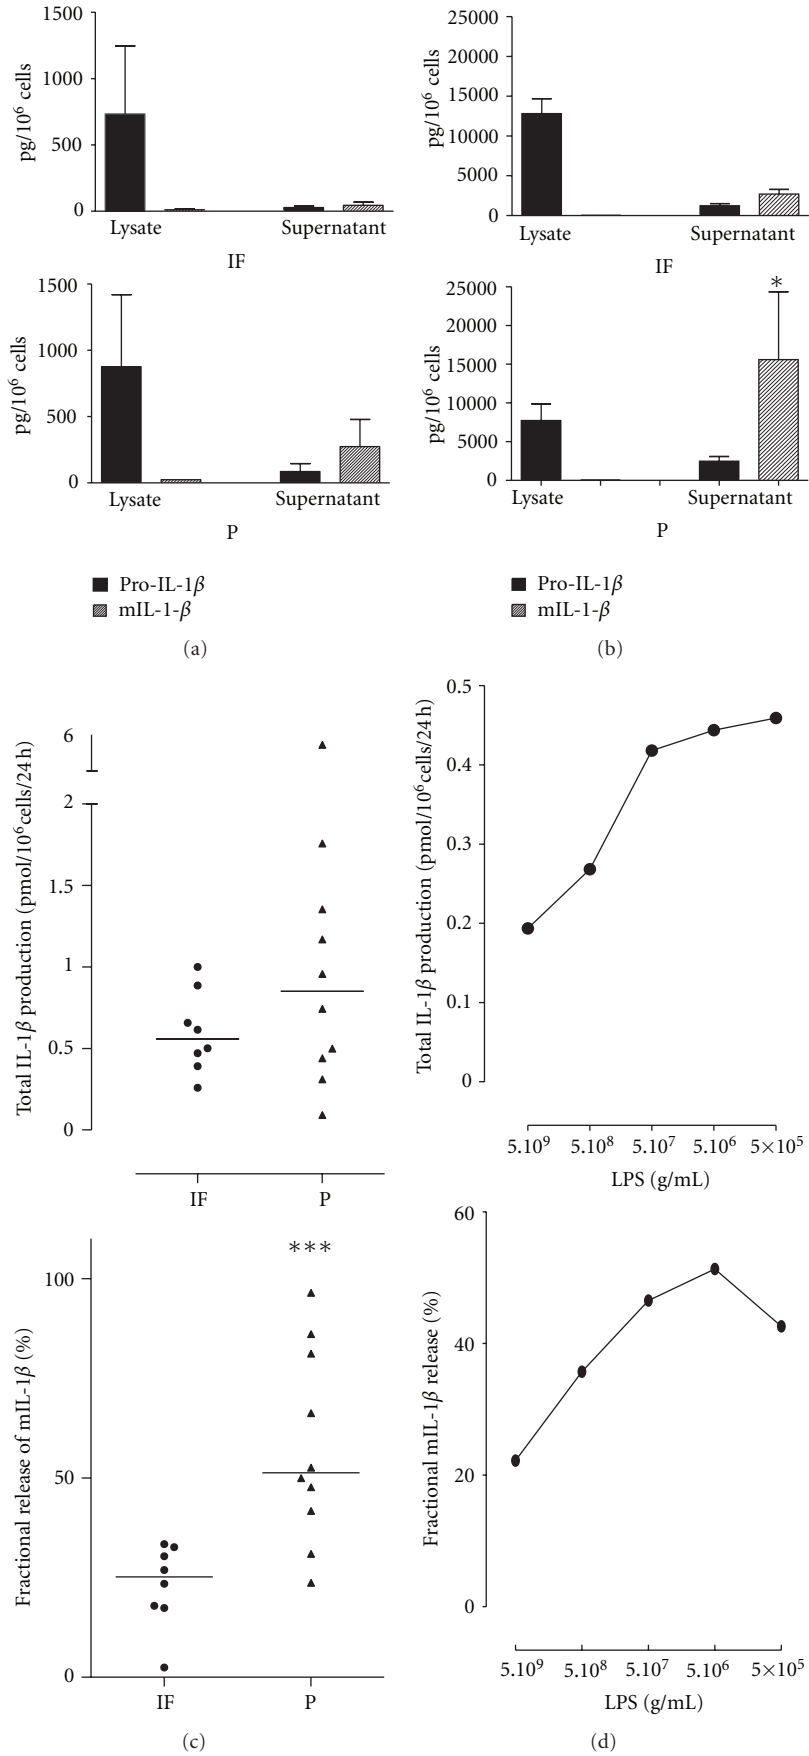 1500
1000
500
0
pg/10⁶ cells
Lysate
Supernatant
IF
25000
20000
15000
10000
5000
0
pg/10⁶ cells
Lysate
Supernatant
IF
1500
1000
500
0
pg/10⁶ cells
Lysate
Supernatant
P
*
25000
20000
15000
10000
5000
0
pg/10⁶ cells
Lysate
Supernatant
P
Pro-IL-1β
mIL-1-β
(a)
Pro-IL-1β
mIL-1-β
(b)
6
2
1.5
1
0.5
0
Total IL-1β production (pmol/10⁶cells/24 h)
IF
P
0.5
0.4
0.3
0.2
0.1
0
Total IL-1β production (pmol/10⁶cells/24 h)
5.10⁹
5.10⁸
5.10⁷
5.10⁶
5×10⁵
LPS (g/mL)
***
100
50
0
Fractional release of mIL-1β (%)
IF
P
(c)
60
40
20
0
Fractional mIL-1β release (%)
5.10⁹
5.10⁸
5.10⁷
5.10⁶
5×10⁵
LPS (g/mL)
(d)